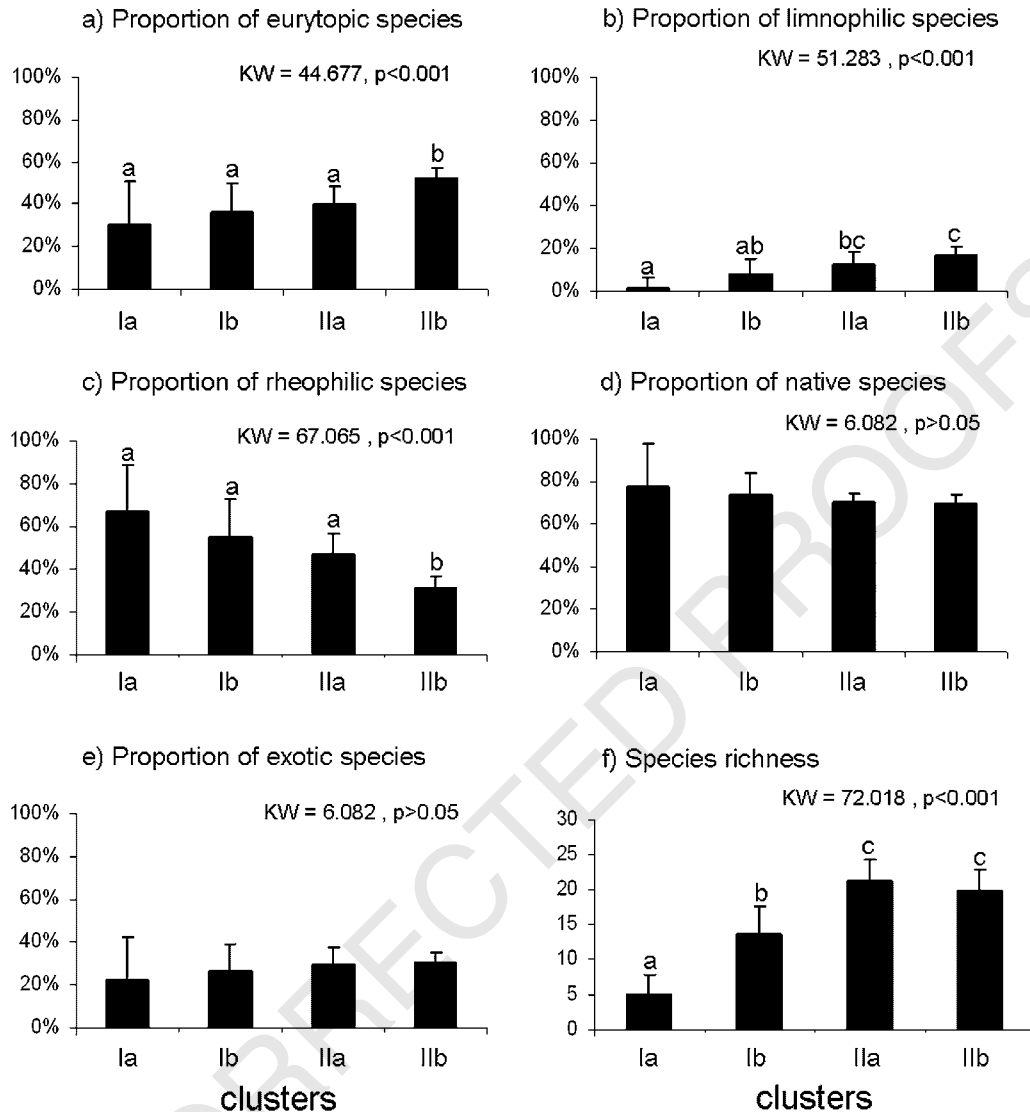 a) Proportion of eurytopic species
KW = 44.677, p<0.001
100%
80%
60%
40%
20%
0%
a
a
a
b
Ia Ib IIa IIb
b) Proportion of limnophilic species
KW = 51.283 , p<0.001
100%
80%
60%
40%
20%
0%
a
ab
bc
c
Ia Ib IIa IIb
c) Proportion of rheophilic species
KW = 67.065 , p<0.001
100%
80%
60%
40%
20%
0%
a
a
a
b
Ia Ib IIa IIb
d) Proportion of native species
KW = 6.082 , p>0.05
100%
80%
60%
40%
20%
0%
Ia Ib IIa IIb
e) Proportion of exotic species
KW = 6.082 , p>0.05
100%
80%
60%
40%
20%
0%
Ia Ib IIa IIb
clusters
f) Species richness
KW = 72.018 , p<0.001
30
25
20
15
10
5
0
a
b
c
c
Ia Ib IIa IIb
clusters
ORRECTED PROOFS